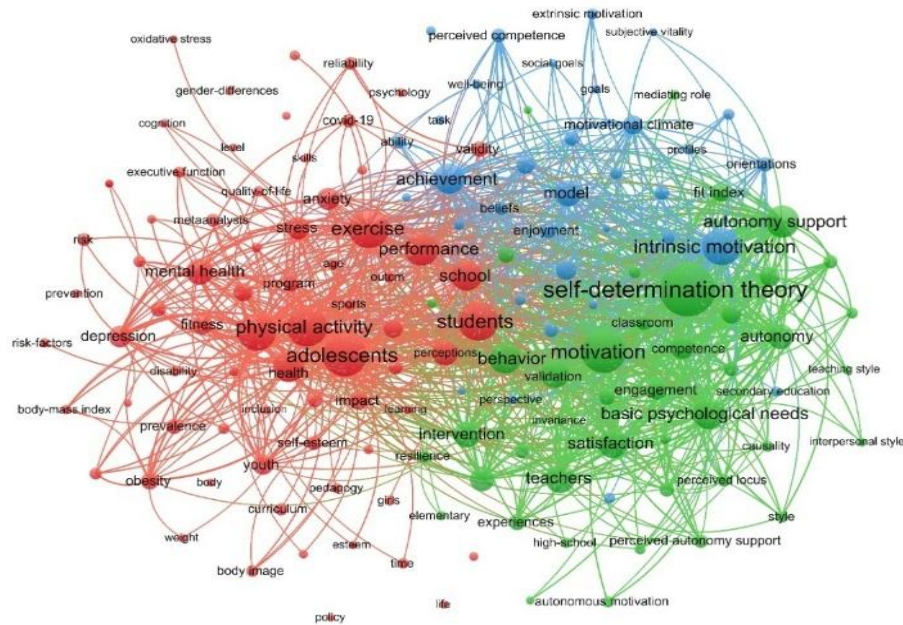 extrinsic motivation
oxidative stress
perceived competence
subjective vitality
reliability
social goals
gender-differences
psychology
well-being
goals
mediating role
cognition
covid-19
task
motivational climate
level
ability
validity
profiles
skills
executive function
achievement
orientations
quality-of-life
anxiety
model
fit index
metaanalysis
beliefs
stress
exercise
enjoyment
autonomy support
risk
performance
intrinsic motivation
mental health
age
program
outcom
school
prevention
self-determination theory
sports
fitness
physical activity
students
classroom
depression
autonomy
risk-factors
adolescents
perceptions
behavior
motivation
competence
disability
health
validation
teaching style
engagement
secondary education
body-mass index
inclusion
impact
learning
perspective
basic psychological needs
prevalence
intervention
invariance
self-esteem
satisfaction
causality
interpersonal style
resilience
youth
obesity
body
pedagogy
teachers
perceived locus
girls
curriculum
elementary
experiences
style
weight
esteem
high-school
perceived autonomy support
body image
time
life
autonomous motivation
policy